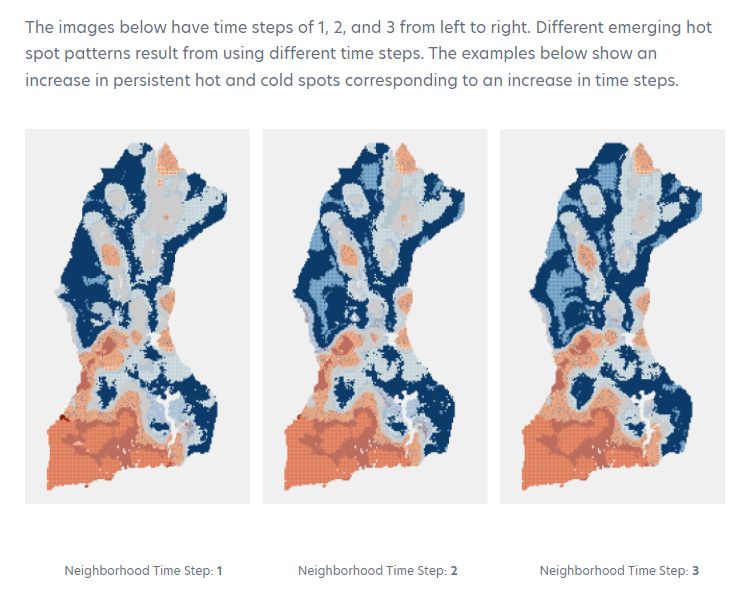 The images below have time steps of 1, 2, and 3 from left to right. Different emerging hot
spot patterns result from using different time steps. The examples below show an
increase in persistent hot and cold spots corresponding to an increase in time steps.
Neighborhood Time Step: 1
Neighborhood Time Step: 2
Neighborhood Time Step: 3